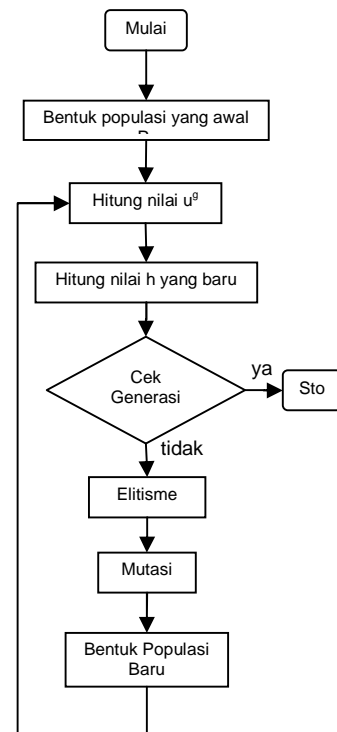 Mulai
Bentuk populasi yang awal
Hitung nilai uᵍ
Hitung nilai h yang baru
Cek
Generasi
ya
Sto
tidak
Elitisme
Mutasi
Bentuk Populasi
Baru